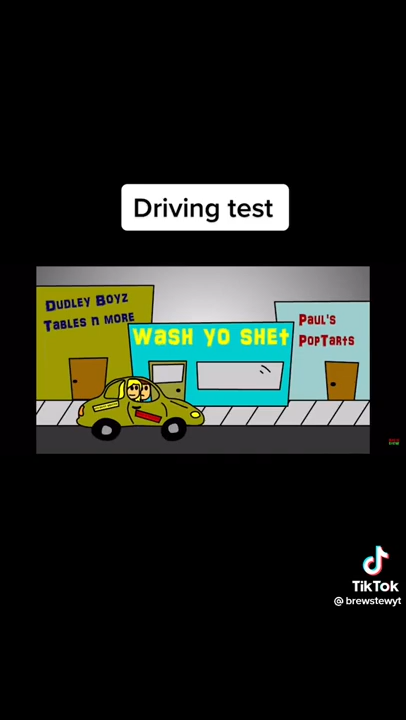 Driving test
DUDLEY BOYZ
TABLES n MORE
WASH YO SHEt
PAUL'S
POPTARTS
TikTok
@ brewstewyt